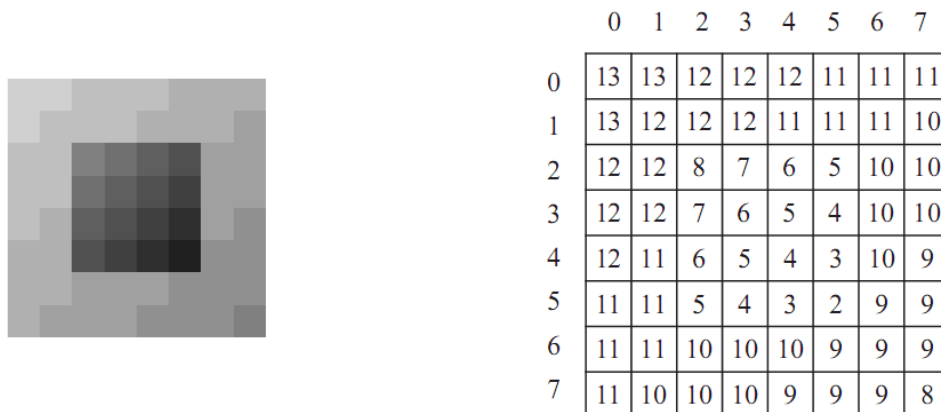 0 1 2 3 4 5 6 7
0 13 13 12 12 12 11 11 11
1 13 12 12 12 11 11 11 10
2 12 12 8 7 6 5 10 10
3 12 12 7 6 5 4 10 10
4 12 11 6 5 4 3 10 9
5 11 11 5 4 3 2 9 9
6 11 11 10 10 10 9 9 9
7 11 10 10 10 9 9 9 8